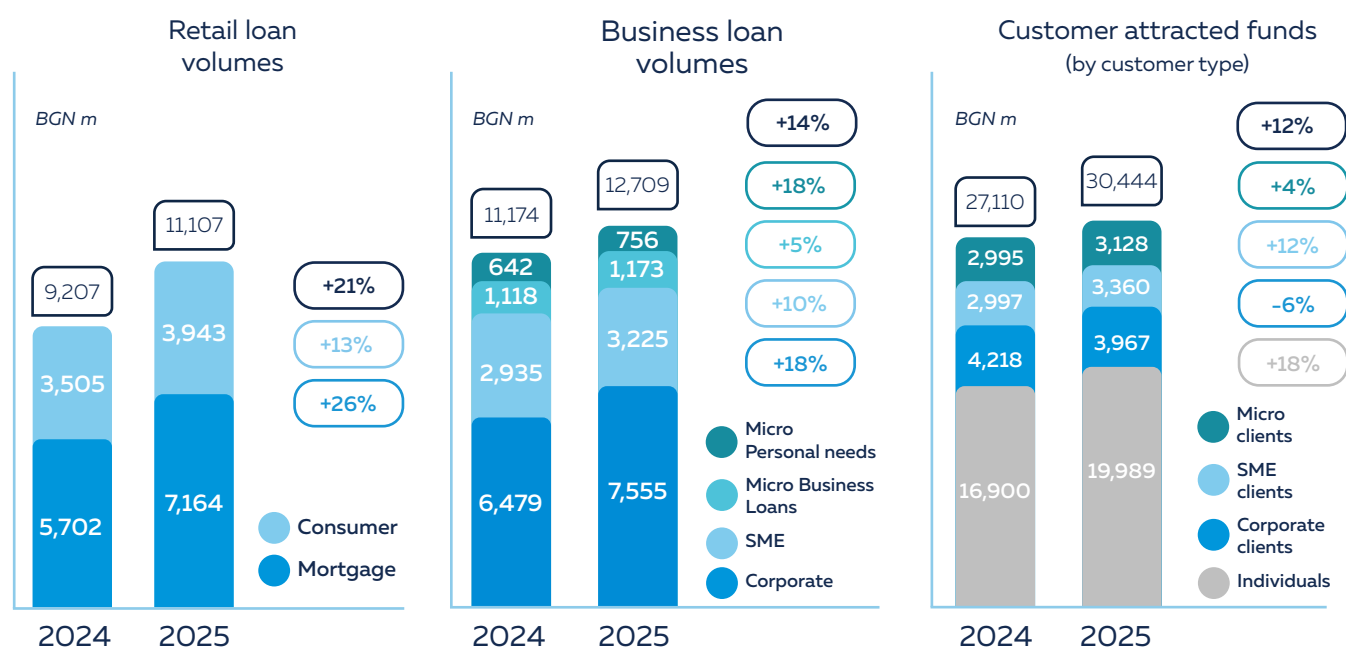 Retail loan
volumes
BGN m
9,207
3,505
5,702
11,107
3,943
7,164
+21%
+13%
+26%
Consumer
Mortgage
2024
2025
Business loan
volumes
BGN m
11,174
642
1,118
2,935
6,479
12,709
756
1,173
3,225
7,555
+14%
+18%
+5%
+10%
+18%
Micro
Personal needs
Micro Business
Loans
SME
Corporate
2024
2025
Customer attracted funds
(by customer type)
BGN m
27,110
2,995
2,997
4,218
16,900
30,444
3,128
3,360
3,967
19,989
+12%
+4%
+12%
-6%
+18%
Micro
clients
SME
clients
Corporate
clients
Individuals
2024
2025